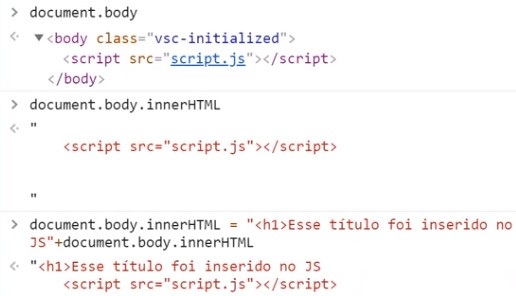 > document.body
<· ▼<body class="vsc-initialized">
<script src="script.js"></script>
</body>
> document.body.innerHTML
<· "
<script src="script.js"></script>
"
> document.body.innerHTML = "<h1>Esse título foi inserido no
JS"+document.body.innerHTML
<· "<h1>Esse título foi inserido no JS
<script src="script.js"></script>